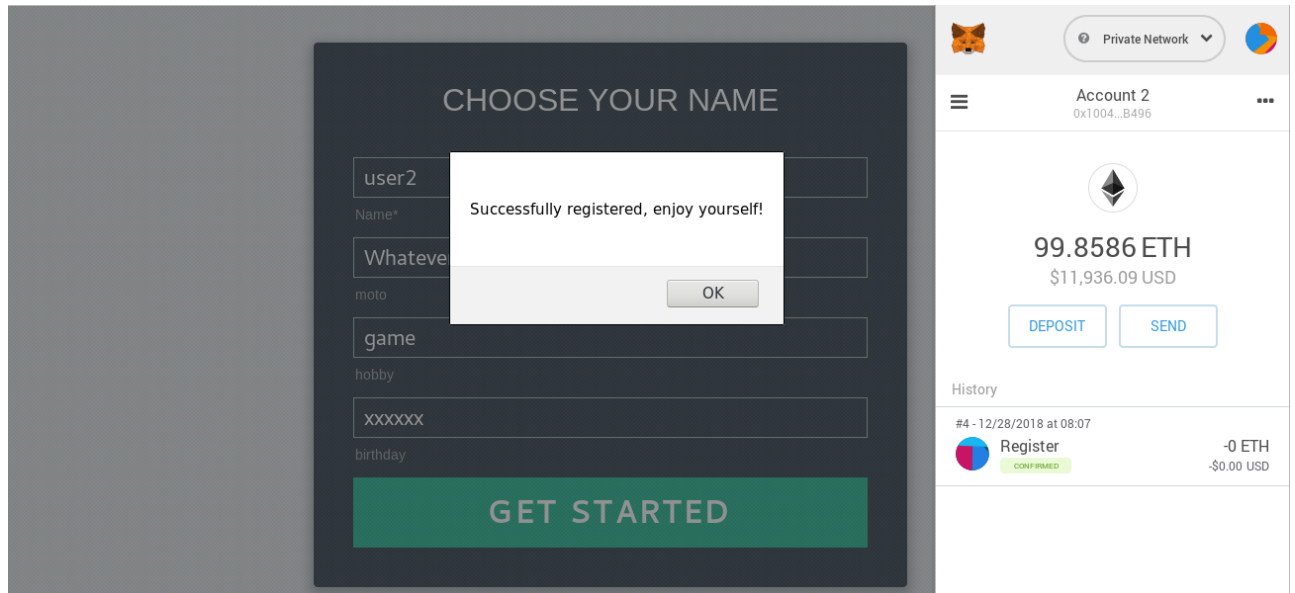 CHOOSE YOUR NAME
user2
Name*
Whateve
moto
game
hobby
xxxxxx
birthday
GET STARTED
Successfully registered, enjoy yourself!
OK
Private Network
Account 2
0x1004...B496
99.8586 ETH
$11,936.09 USD
DEPOSIT
SEND
History
#4 - 12/28/2018 at 08:07
Register
-0 ETH
CONFIRMED
-$0.00 USD